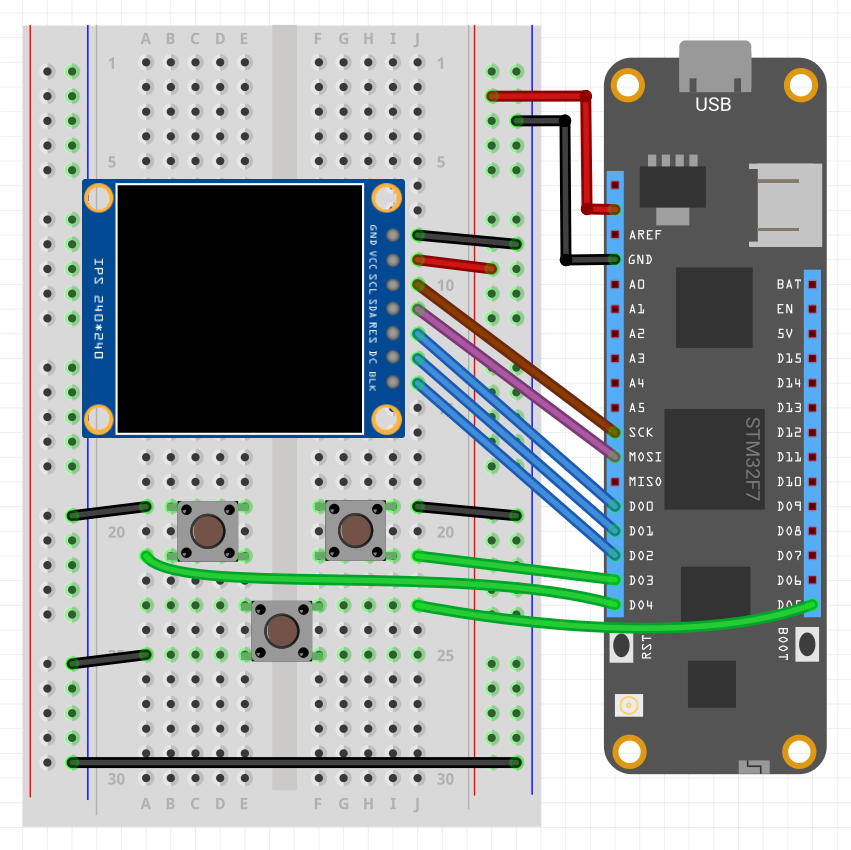 A B C D E F G H I J
1 1
5 5
10
20 20
25
30 30
A B C D E F G H I J
IPS 240*240
GND
VCC
SCL
SDA
RES
DC
BLK
USB
AREF
GND
A0
A1
A2
A3
A4
A5
SCK
MOSI
MISO
D00
D01
D02
D03
D04
BAT
EN
5V
D15
D14
D13
D12
D11
D10
D09
D08
D07
D06
D05
STM32F7
RST
BOOT